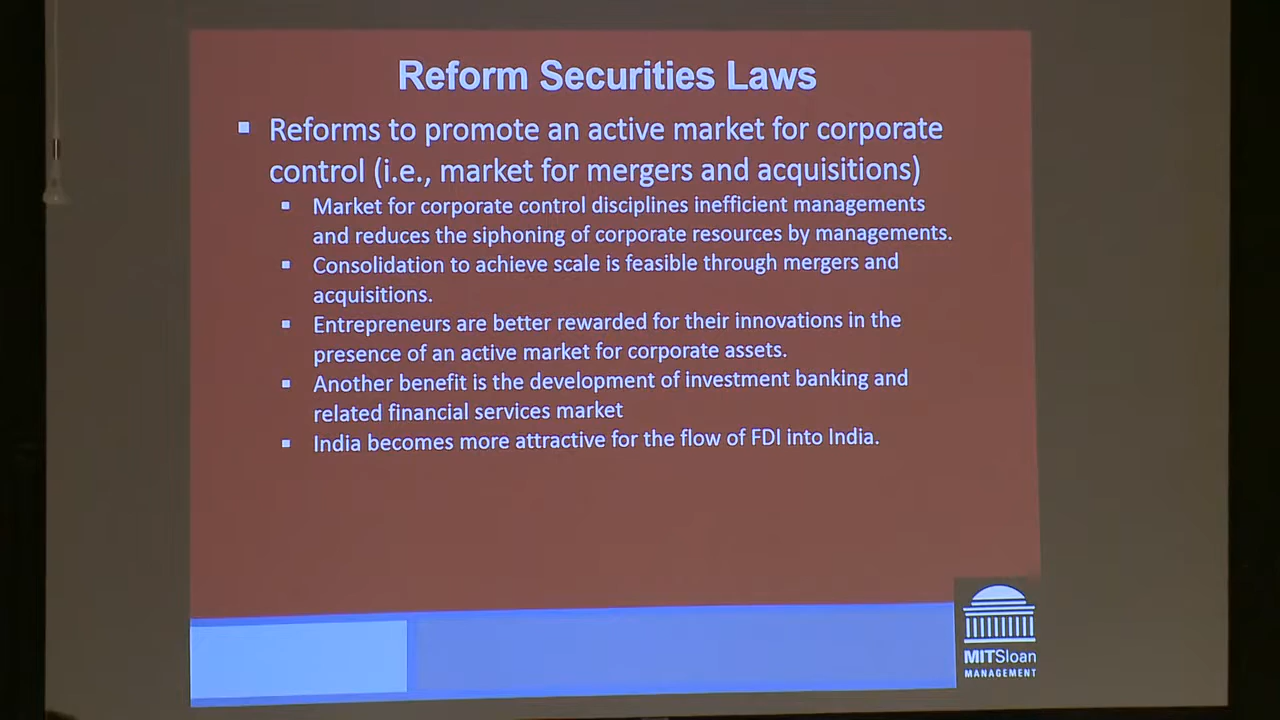 Reform Securities Laws
▪ Reforms to promote an active market for corporate
control (i.e., market for mergers and acquisitions)
▪ Market for corporate control disciplines inefficient managements
and reduces the siphoning of corporate resources by managements.
▪ Consolidation to achieve scale is feasible through mergers and
acquisitions.
▪ Entrepreneurs are better rewarded for their innovations in the
presence of an active market for corporate assets.
▪ Another benefit is the development of investment banking and
related financial services market
▪ India becomes more attractive for the flow of FDI into India.
MITSloan
MANAGEMENT